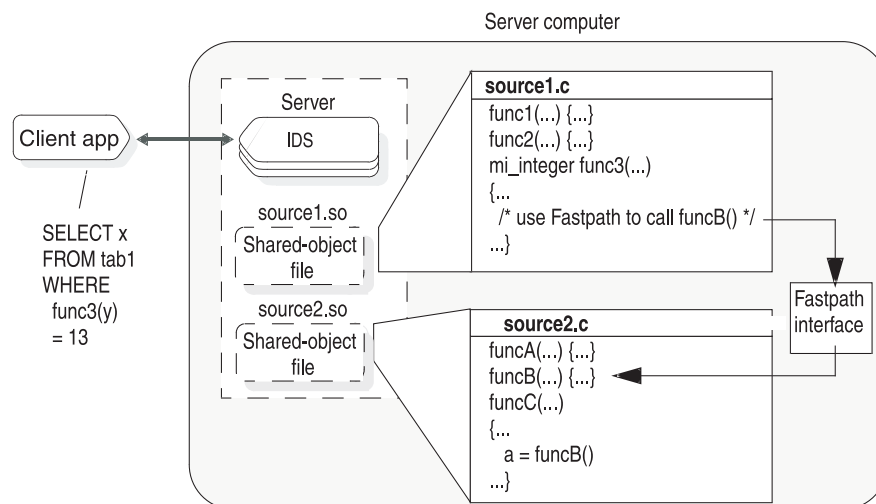 Server computer
Client app
SELECT x
FROM tab1
WHERE
func3(y)
= 13
Server
IDS
source1.so
Shared-object
file
source2.so
Shared-object
file
source1.c
func1(...) {...}
func2(...) {...}
mi_integer func3(...)
{...
/* use Fastpath to call funcB() */
...}
Fastpath
interface
source2.c
funcA(...) {...}
funcB(...) {...}
funcC(...)
{...
a = funcB()
...}